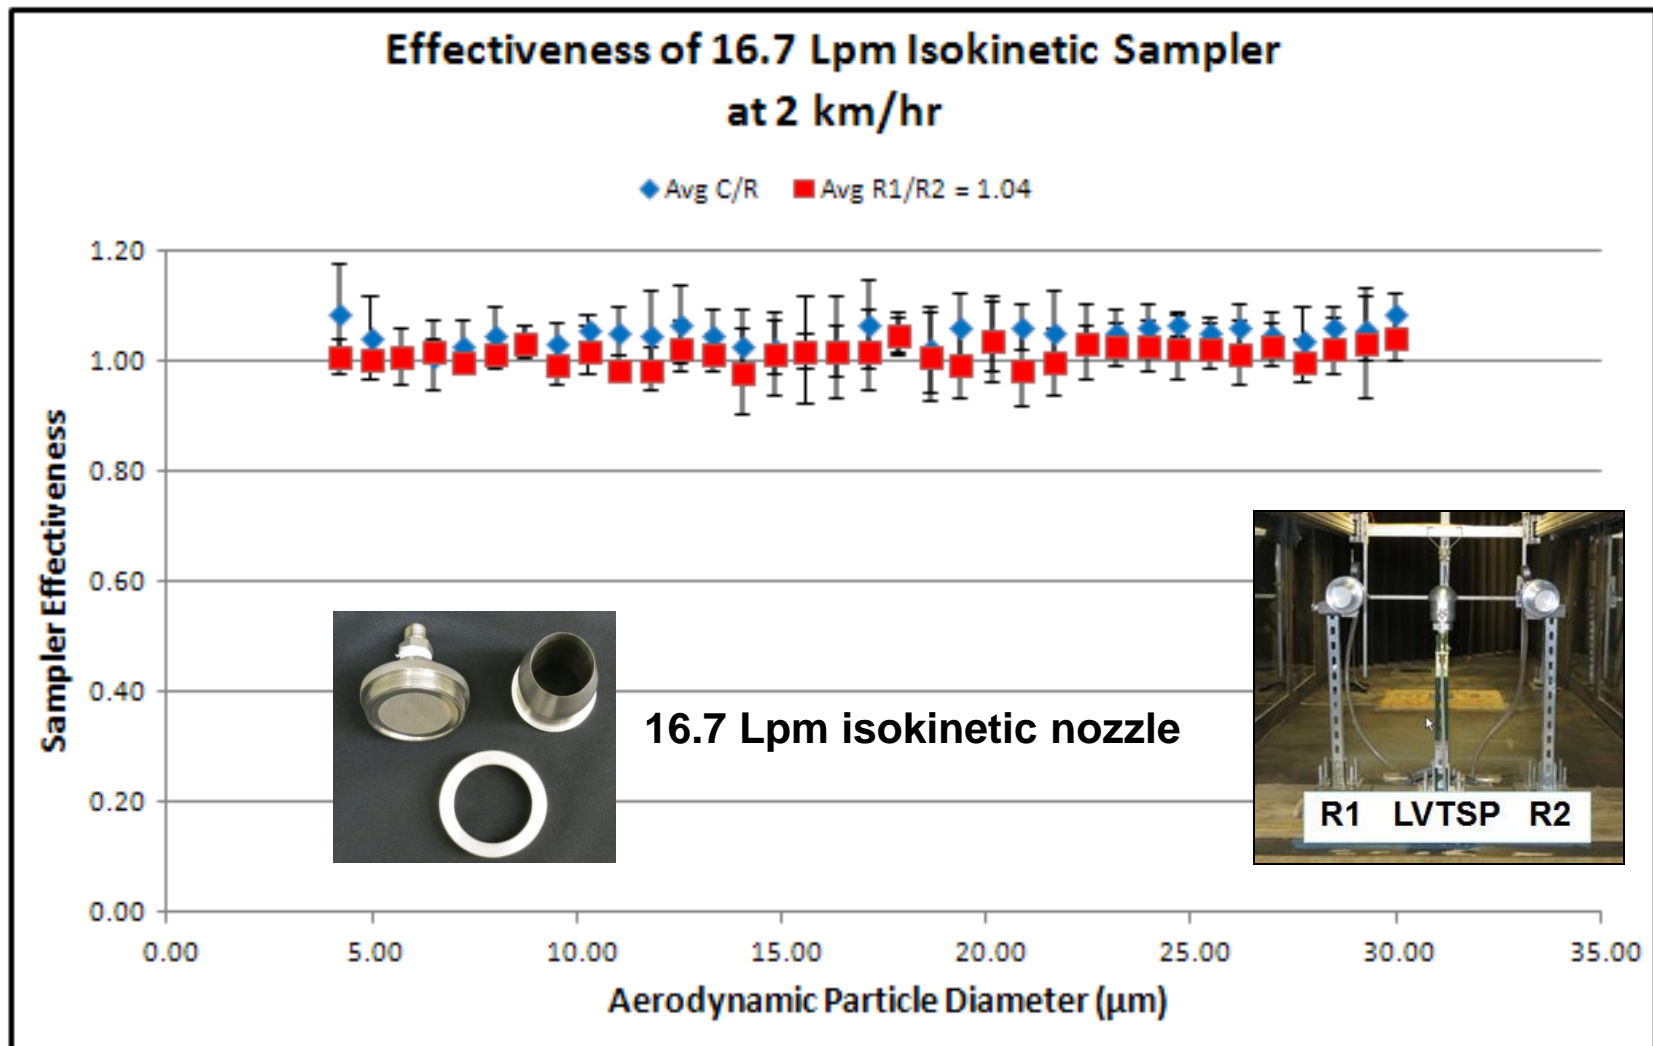 Effectiveness of 16.7 Lpm Isokinetic Sampler
at 2 km/hr
Avg C/R Avg R1/R2 = 1.04
1.20
1.00
0.80
0.60
0.40
0.20
0.00
Sampler Effectiveness
16.7 Lpm isokinetic nozzle
R1 LVTSP R2
0.00 5.00 10.00 15.00 20.00 25.00 30.00 35.00
Aerodynamic Particle Diameter (µm)